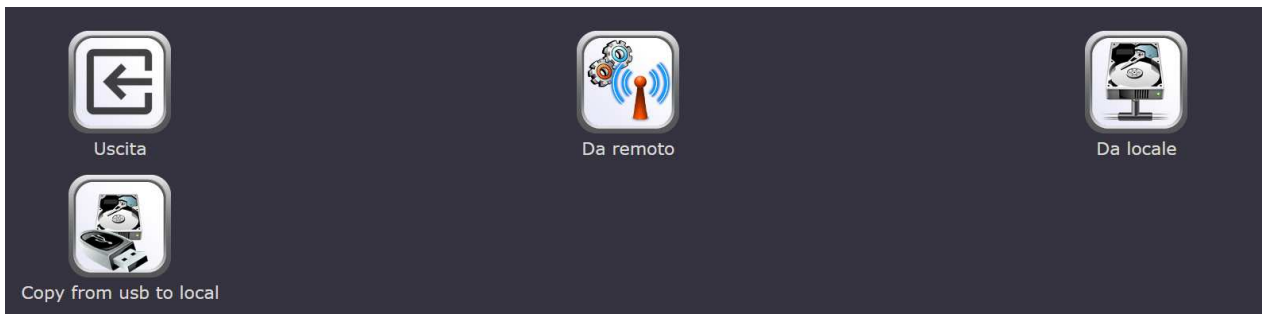 Uscita
Da remoto
Da locale
Copy from usb to local